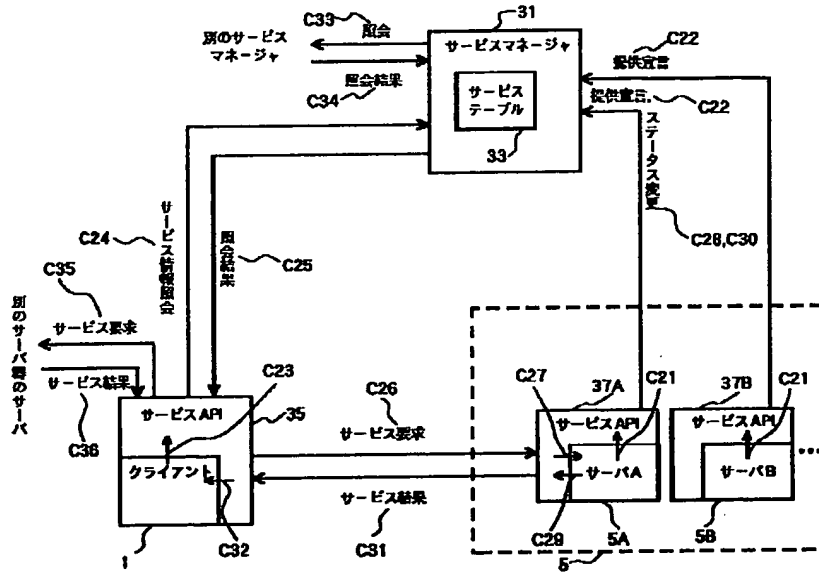 31
C33
照会
別のサービス
マネージャ
サービスマネージャ
C22
提供宣言
照会結果
C34
サービス
テーブル
33
提供宣言,
C22
ステータス変更
C28,C30
C24
サービス情報照会
照会結果
C25
C35
別のサーバ群のサーバ
サービス要求
サービス結果
C36
C23
サービスAPI
35
クライアント
C32
1
C26
サービス要求
サービス結果
C31
C27
37A
C21
サービスAPI
サーバA
C29
5A
37B
C21
サービスAPI
サーバB
5B
5